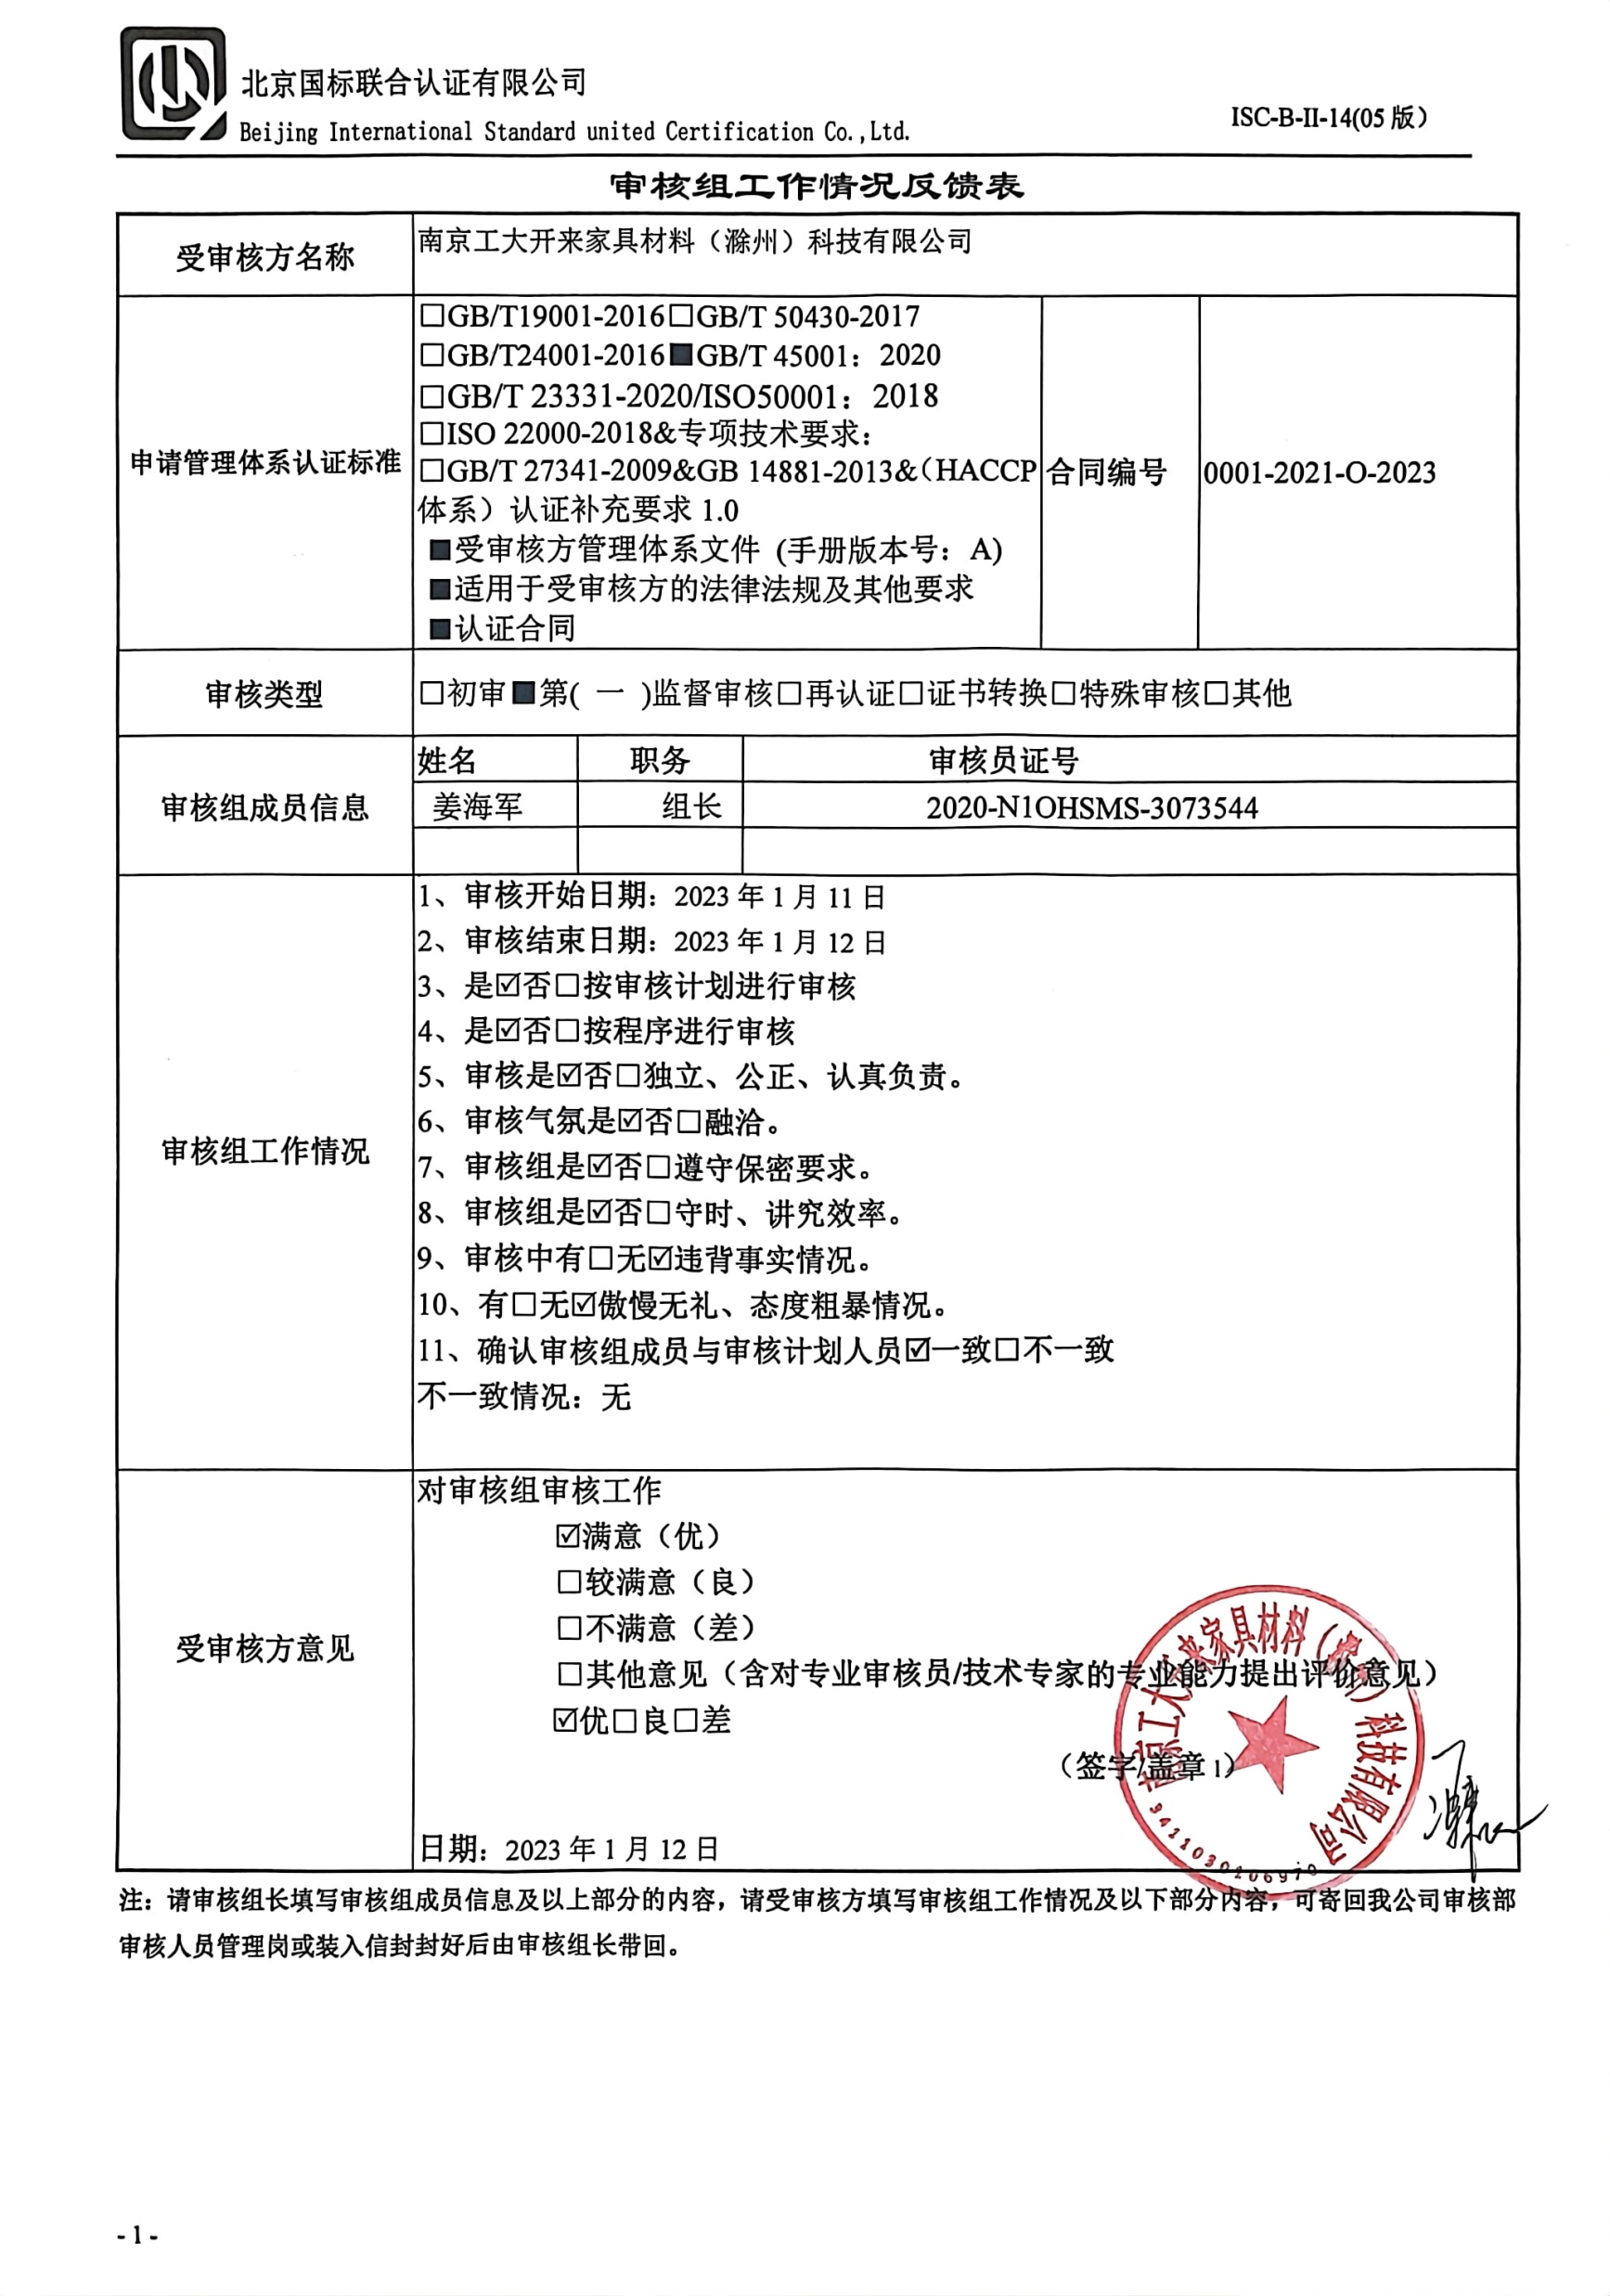 北京国标联合认证有限公司
Beijing International Standard united Certification Co.,Ltd.
ISC-B-II-14(05 版）
审核组工作情况反馈表
受审核方名称
南京工大开来家具材料（滁州）科技有限公司
申请管理体系认证标准
□GB/T19001-2016□GB/T 50430-2017
□GB/T24001-2016■GB/T 45001：2020
□GB/T 23331-2020/ISO50001：2018
□ISO 22000-2018&专项技术要求：
□GB/T 27341-2009&GB 14881-2013&（HACCP
体系）认证补充要求 1.0
■受审核方管理体系文件 (手册版本号：A)
■适用于受审核方的法律法规及其他要求
■认证合同
合同编号
0001-2021-O-2023
审核类型
□初审■第( 一 )监督审核□再认证□证书转换□特殊审核□其他
审核组成员信息
姓名 职务 审核员证号
姜海军 组长 2020-N1OHSMS-3073544
审核组工作情况
1、审核开始日期：2023 年 1 月 11 日
2、审核结束日期：2023 年 1 月 12 日
3、是☑否□按审核计划进行审核
4、是☑否□按程序进行审核
5、审核是☑否□独立、公正、认真负责。
6、审核气氛是☑否□融洽。
7、审核组是☑否□遵守保密要求。
8、审核组是☑否□守时、讲究效率。
9、审核中有□无☑违背事实情况。
10、有□无☑傲慢无礼、态度粗暴情况。
11、确认审核组成员与审核计划人员☑一致□不一致
不一致情况：无
受审核方意见
对审核组审核工作
☑满意（优）
□较满意（良）
□不满意（差）
□其他意见（含对专业审核员/技术专家的专业能力提出评价意见）
☑优□良□差
（签字/盖章 1）
南京工大开来家具材料（滁州）科技有限公司
日期：2023 年 1 月 12 日
注：请审核组长填写审核组成员信息及以上部分的内容，请受审核方填写审核组工作情况及以下部分内容，可寄回我公司审核部
审核人员管理岗或装入信封封好后由审核组长带回。
- 1 -